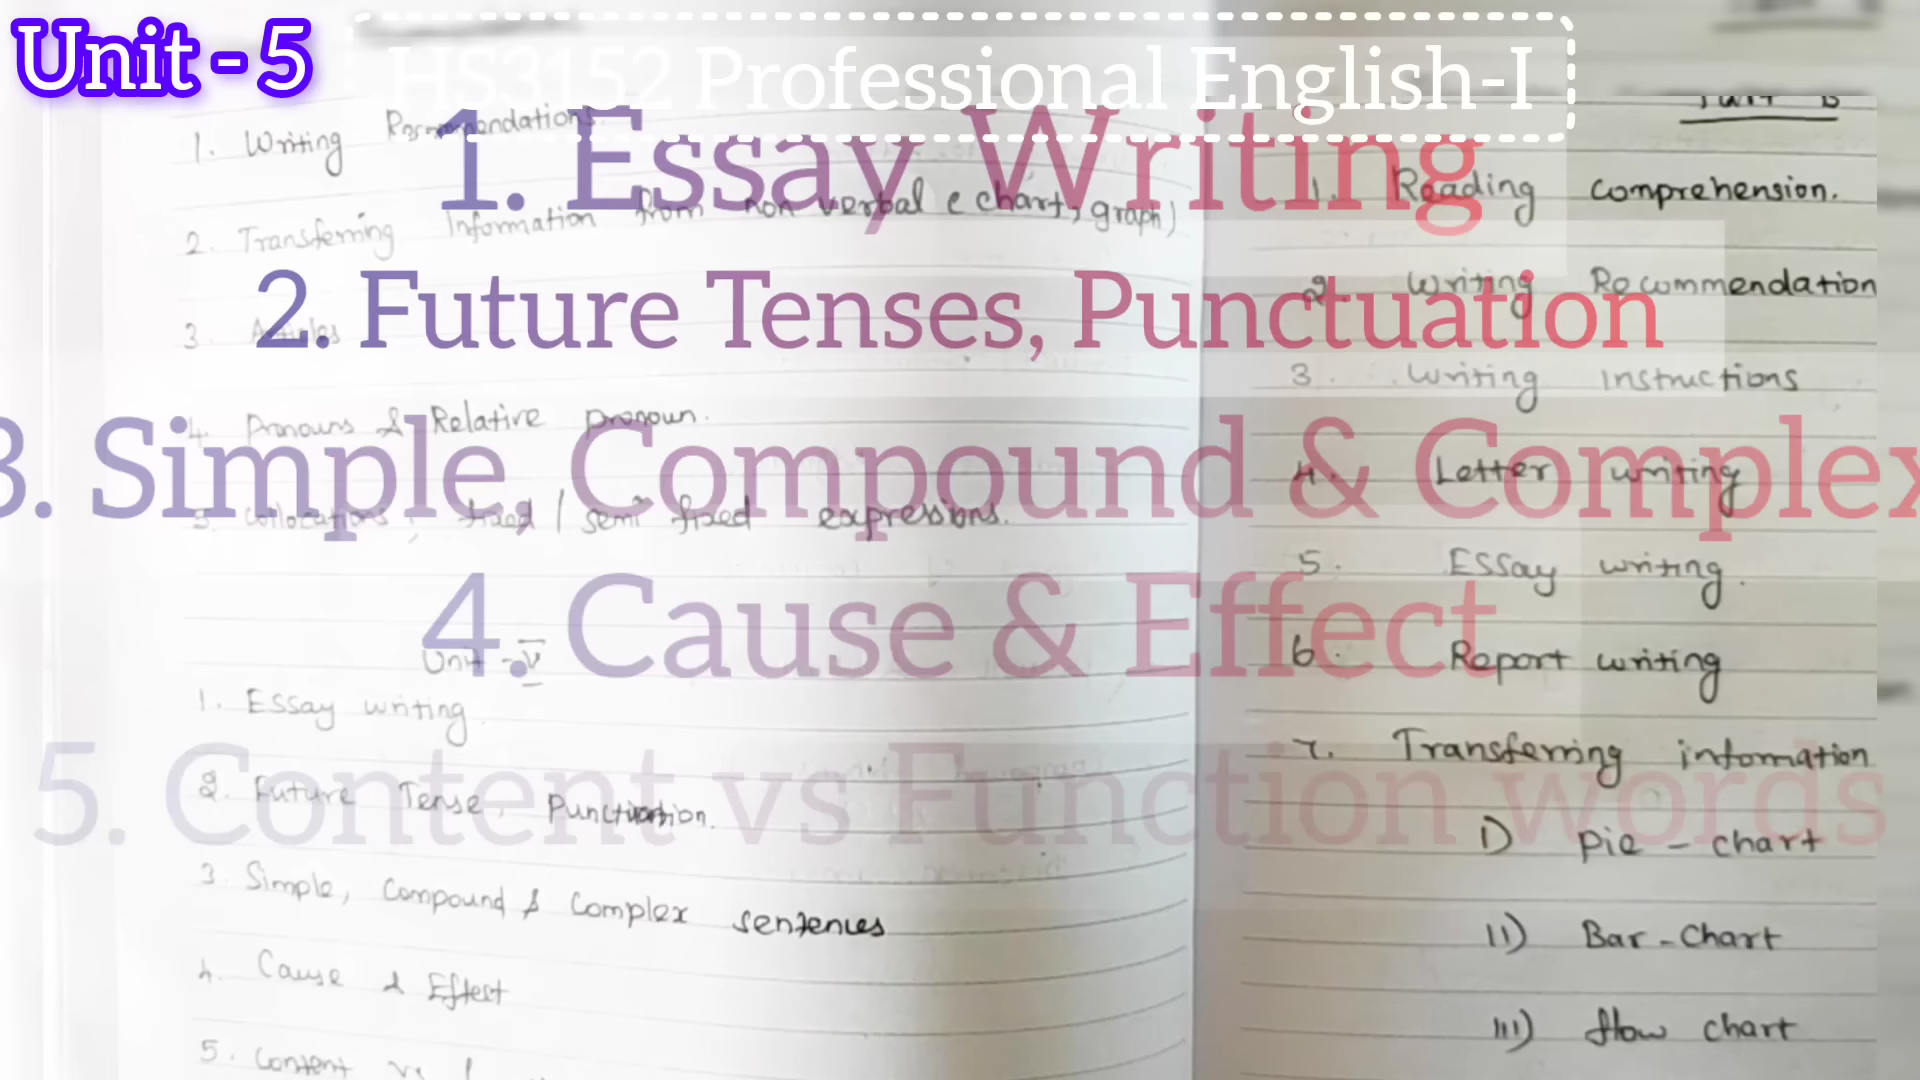 Unit - 5
HS3152 Professional English-I
1. Essay Writing
2. Future Tenses, Punctuation
3. Simple, Compound & Complex
4. Cause & Effect
5. Content vs Function words
1. Writing Recommendations.
2. Transferring Information from non verbal (chart, graph)
3. Articles
4. Pronouns & Relative pronoun.
5. Collocations, fixed / semi fixed expressions.
Unit - V
1. Essay writing.
2. Future Tense, Punctuation.
3. Simple, Compound & Complex sentences
4. Cause & Effect
5. Content vs
Part B
1. Reading comprehension.
2. Writing Recommendation
3. Writing instructions
4. Letter writing
5. Essay writing.
6. Report writing
7. Transferring information
I) Pie - chart
II) Bar - Chart
III) flow chart